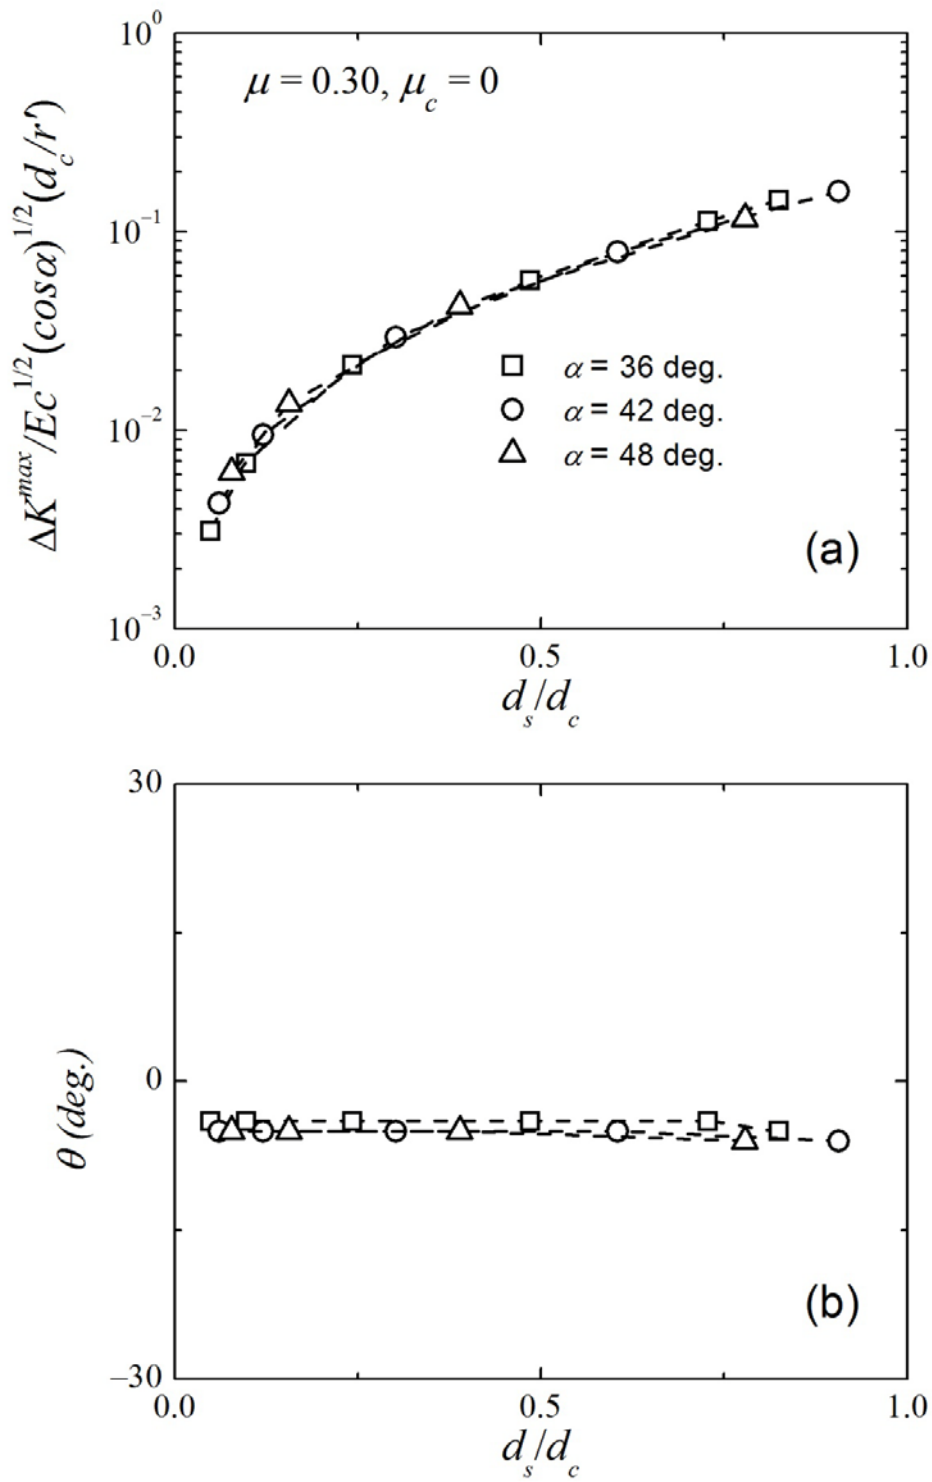 10⁰
μ = 0.30, μ_c = 0
10⁻¹
ΔK^max/Ec^1/2(cosα)^1/2(d_c/r')
α = 36 deg.
α = 42 deg.
10⁻²
α = 48 deg.
(a)
10⁻³
0.0 0.5 1.0
d_s/d_c
30
0
θ (deg.)
(b)
−30
0.0 0.5 1.0
d_s/d_c